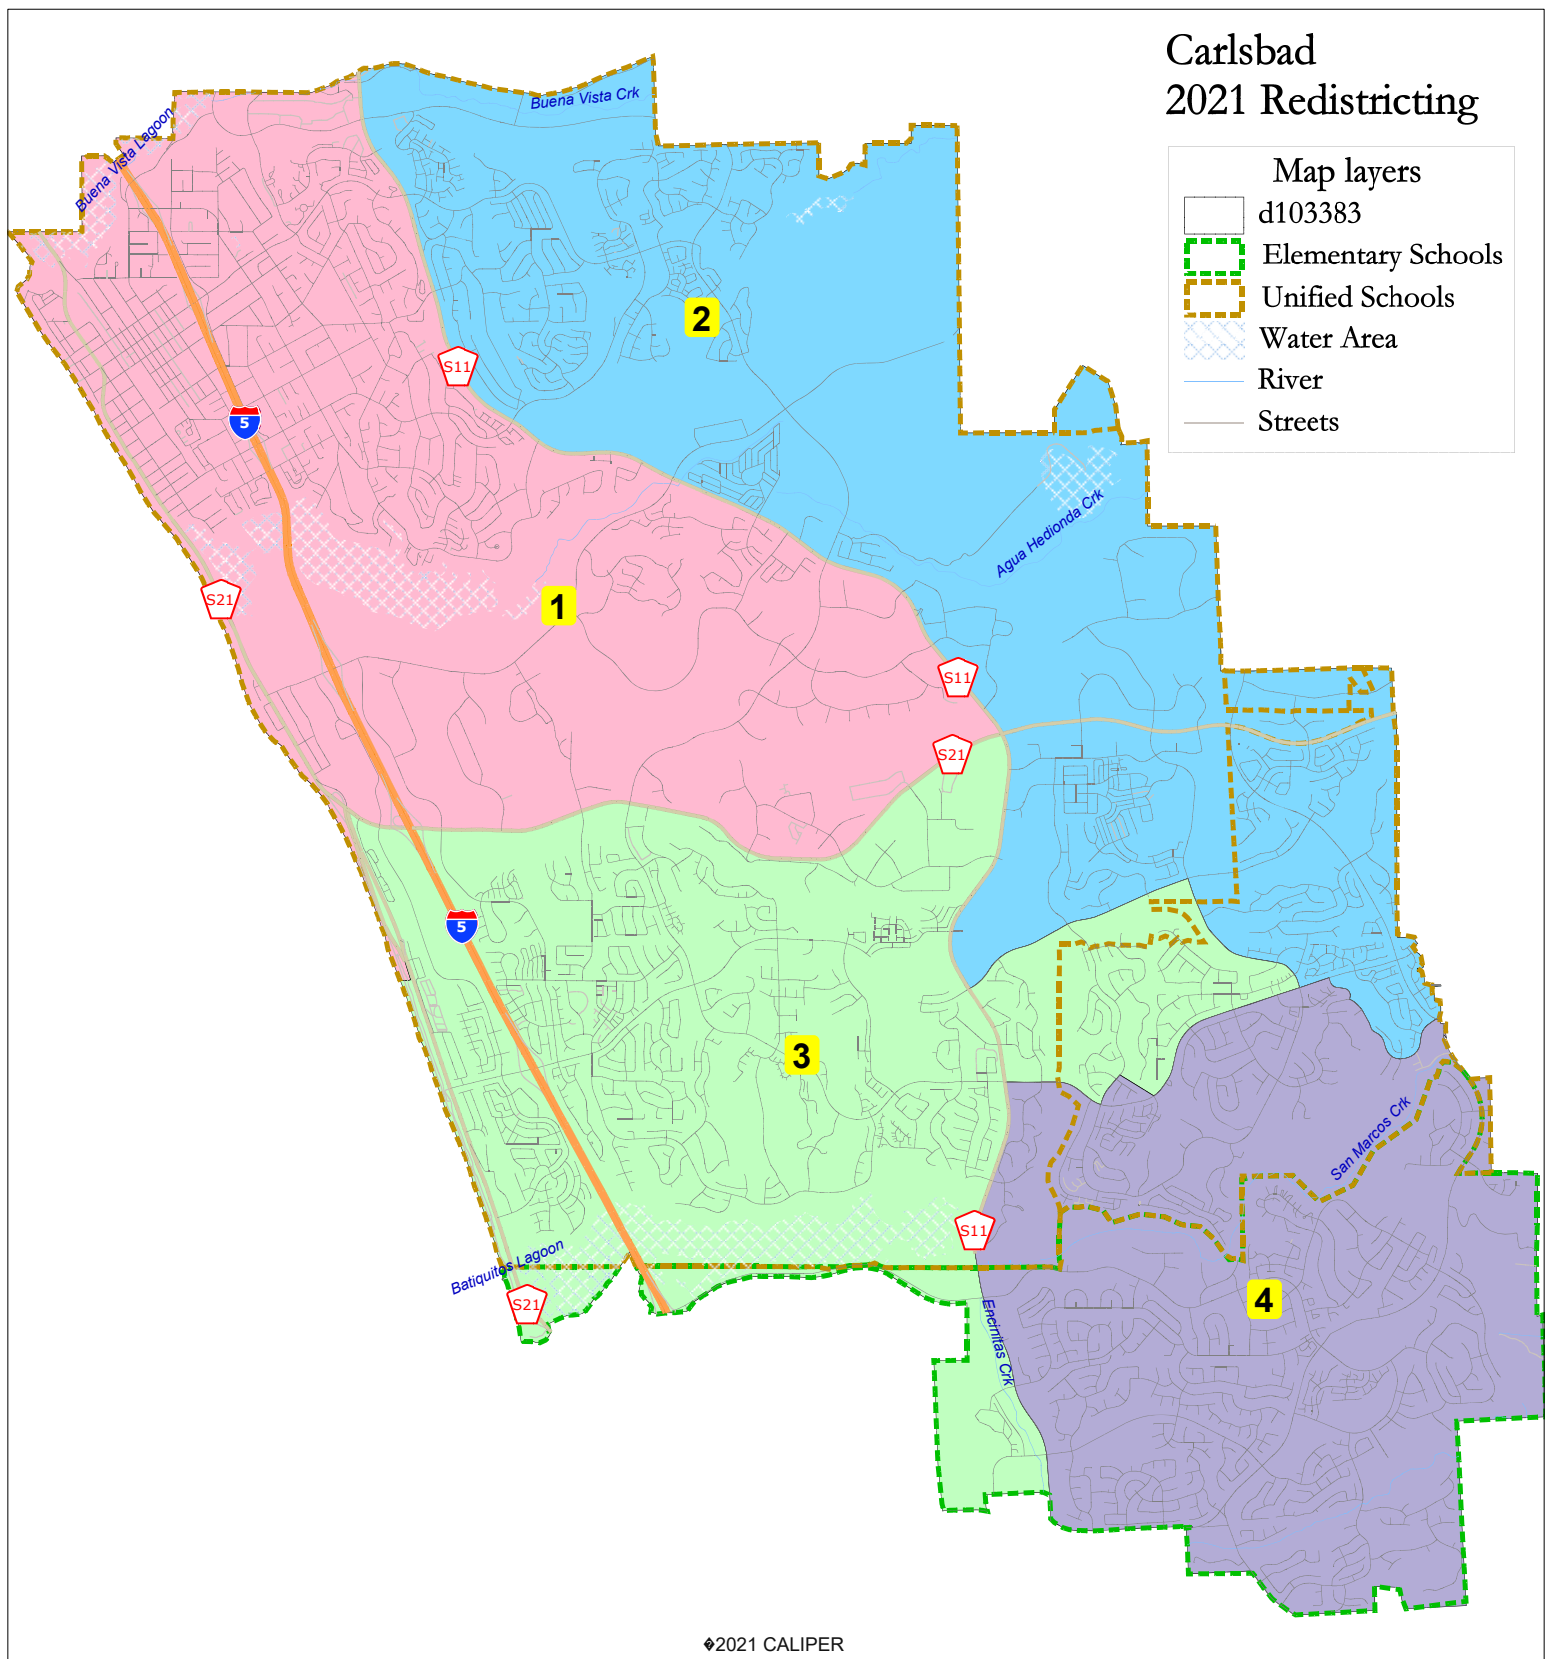 Carlsbad
2021 Redistricting
Map layers
d103383
Elementary Schools
Unified Schools
Water Area
River
Streets
Buena Vista Crk
Buena Vista Lagoon
2
S11
5
Agua Hedionda Crk
S21
1
S11
S21
5
3
San Marcos Crk
S11
Batiquitos Lagoon
S21
4
Encinitas Crk
�2021 CALIPER